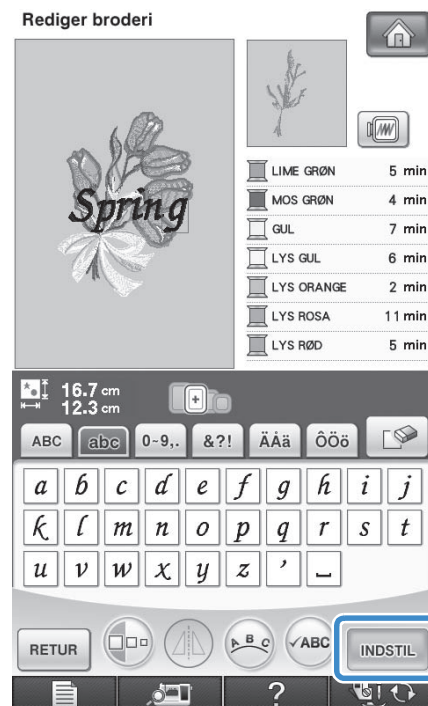 Rediger broderi
Spring
LIME GRØN 5 min
MOS GRØN 4 min
GUL 7 min
LYS GUL 6 min
LYS ORANGE 2 min
LYS ROSA 11 min
LYS RØD 5 min
16.7 cm
12.3 cm
ABC abc 0~9,. &?! ÄÅä ÔÖö
a b c d e f g h i j
k l m n o p q r s t
u v w x y z ’ ⎵
RETUR A B C ✓ABC INDSTIL
?